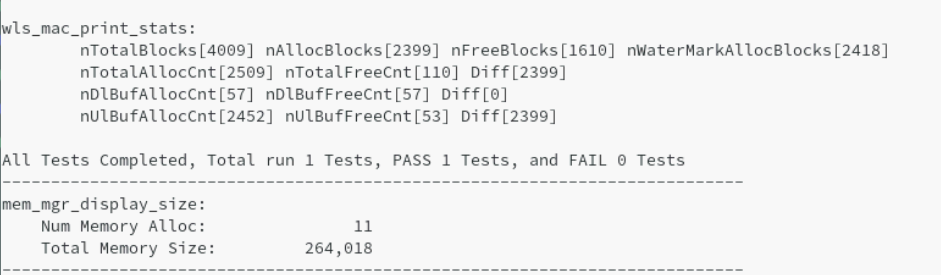 wls_mac_print_stats:
nTotalBlocks[4009] nAllocBlocks[2399] nFreeBlocks[1610] nWaterMarkAllocBlocks[2418]
nTotalAllocCnt[2509] nTotalFreeCnt[110] Diff[2399]
nDlBufAllocCnt[57] nDlBufFreeCnt[57] Diff[0]
nUlBufAllocCnt[2452] nUlBufFreeCnt[53] Diff[2399]
All Tests Completed, Total run 1 Tests, PASS 1 Tests, and FAIL 0 Tests
----------------------------------------------------------------------------
mem_mgr_display_size:
Num Memory Alloc: 11
Total Memory Size: 264,018
----------------------------------------------------------------------------